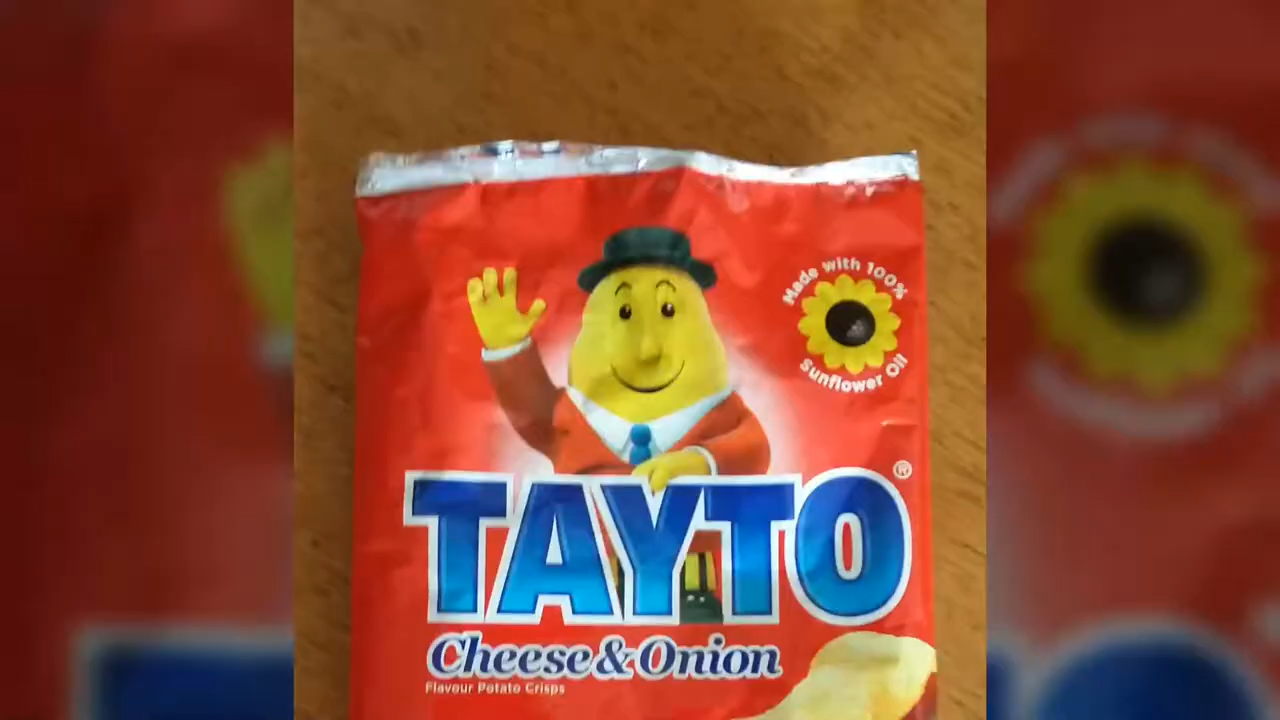 Made with 100%
Sunflower Oil
TAYTO®
Cheese & Onion
Flavour Potato Crisps